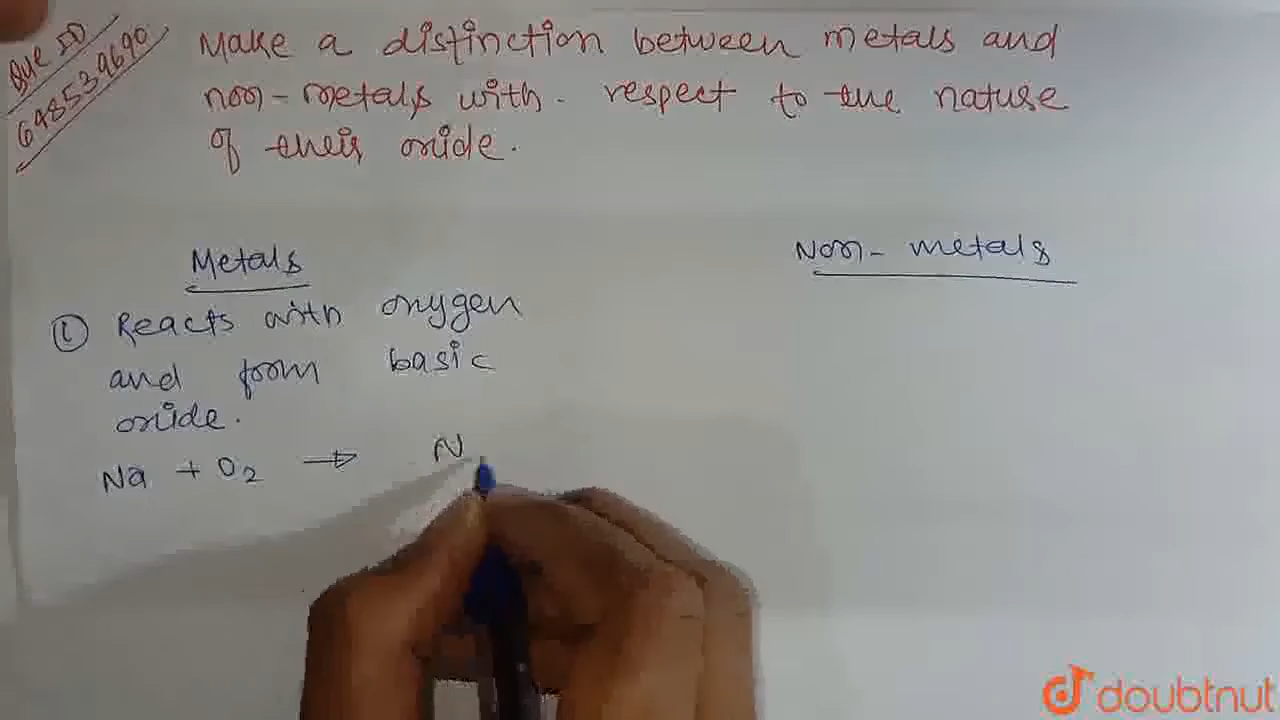 Que ID
648539690
Make a distinction between metals and
non-metals with. respect to the nature
of their oxide.
Metals
Non-metals
① Reacts with oxygen
and form basic
oxide.
Na + O2 → N
doubtnut